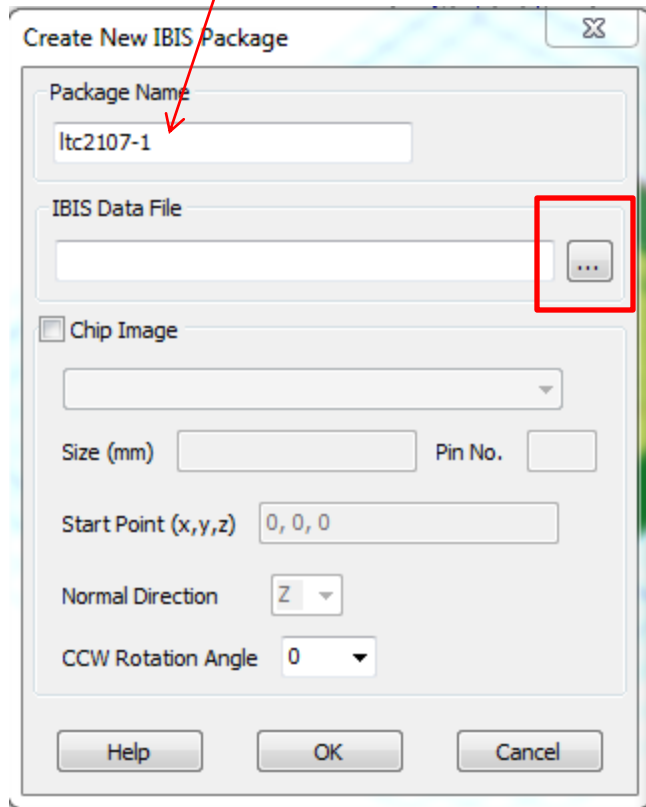 Create New IBIS Package
Package Name
ltc2107-1
IBIS Data File
...
Chip Image
Size (mm) Pin No.
Start Point (x,y,z) 0, 0, 0
Normal Direction Z
CCW Rotation Angle 0
Help OK Cancel